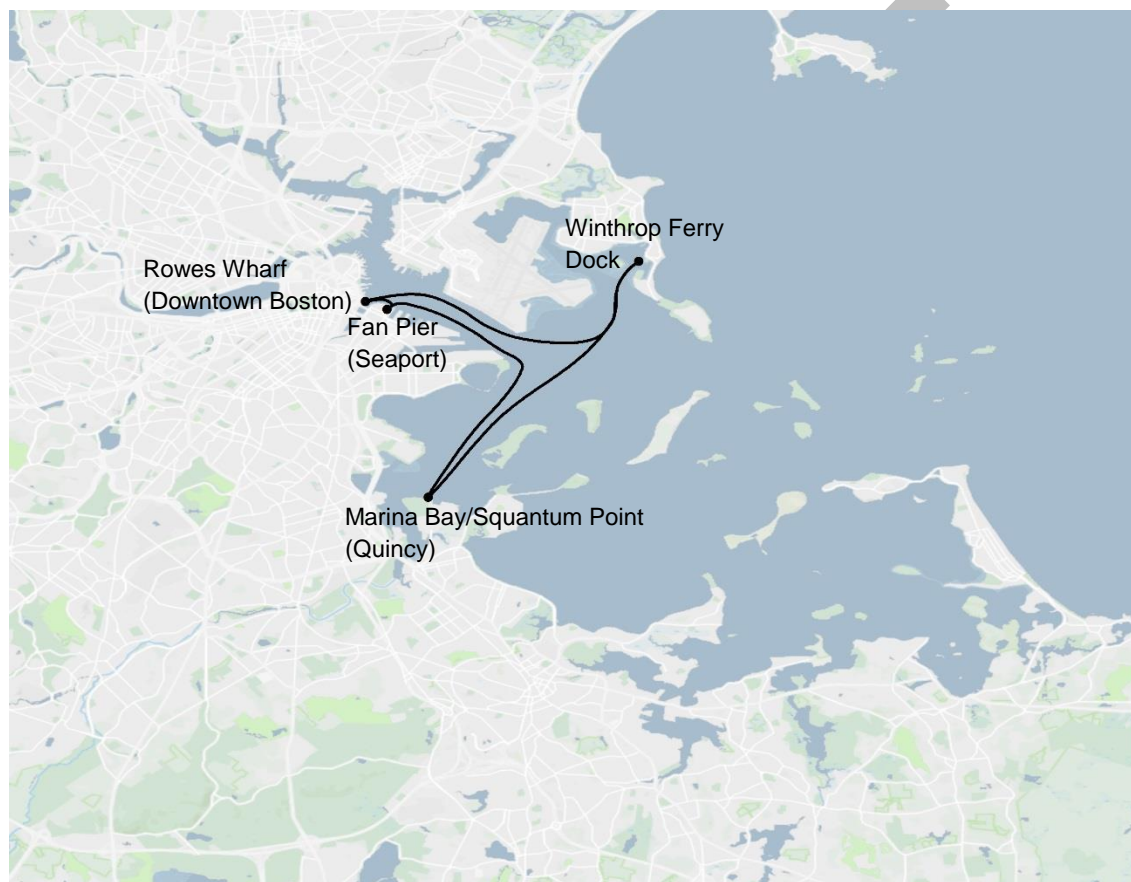 Winthrop Ferry
Dock
Rowes Wharf
(Downtown Boston)
Fan Pier
(Seaport)
Marina Bay/Squantum Point
(Quincy)